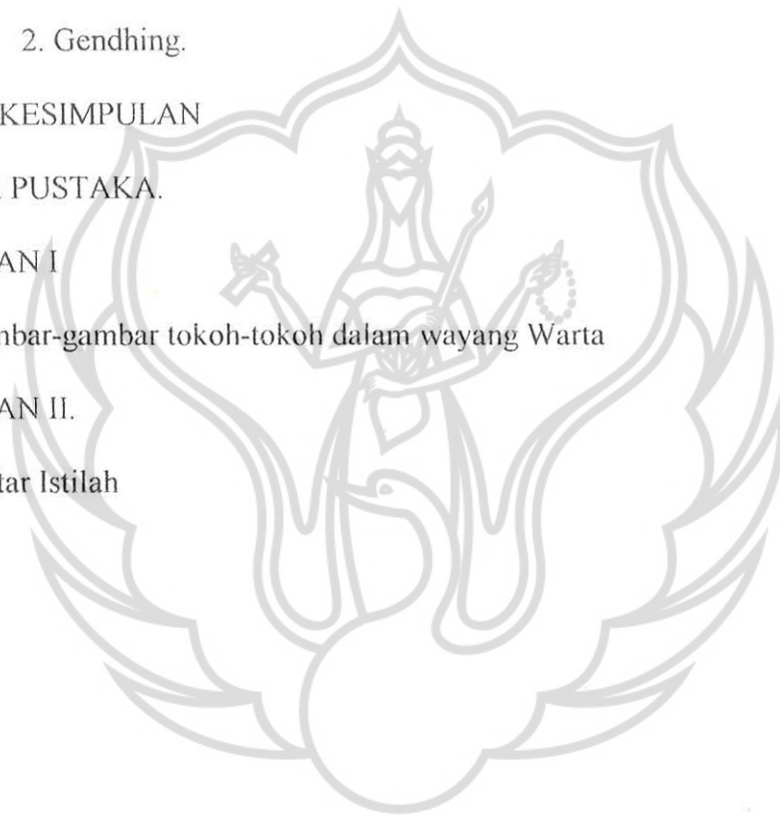 2. Gendhing.
KESIMPULAN
PUSTAKA.
AN I
nbar-gambar tokoh-tokoh dalam wayang Warta
AN II.
tar Istilah